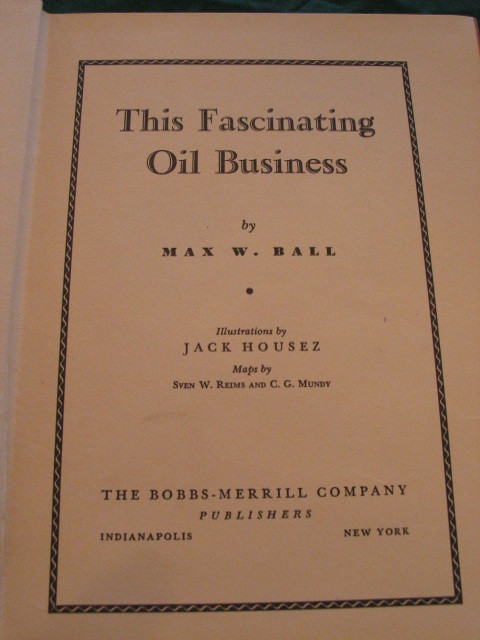 This Fascinating
Oil Business
by
MAX W. BALL
Illustrations by
JACK HOUSEZ
Maps by
SVEN W. REIMS AND C. G. MUNDY
THE BOBBS-MERRILL COMPANY
PUBLISHERS
INDIANAPOLIS NEW YORK